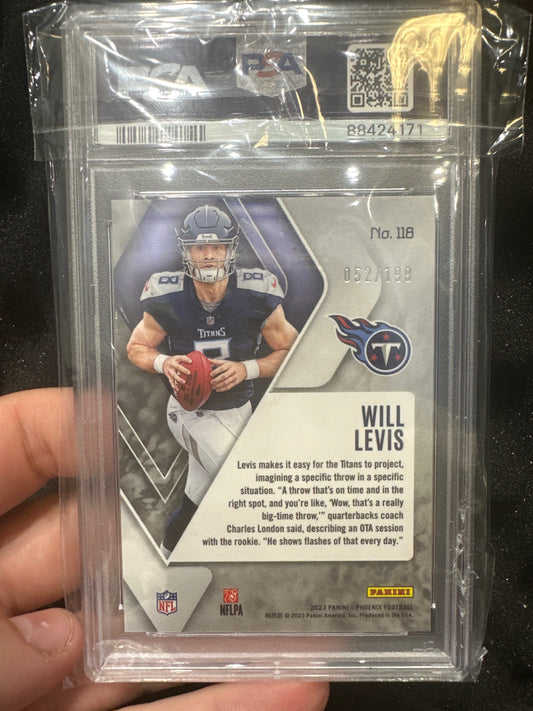 PSA
PSA
88424171
No. 118
052/199
8
TITANS
8
T
WILL
LEVIS
Levis makes it easy for the Titans to project,
imagining a specific throw in a specific
situation. “A throw that’s on time and in the
right spot, and you’re like, ‘Wow, that’s a really
big-time throw,’” quarterbacks coach
Charles London said, describing an OTA session
with the rookie. “He shows flashes of that every day.”
NFL
NFLPA
PANINI
2023 PANINI – PHOENIX FOOTBALL
© 2023 Panini America, Inc. Produced in the USA.